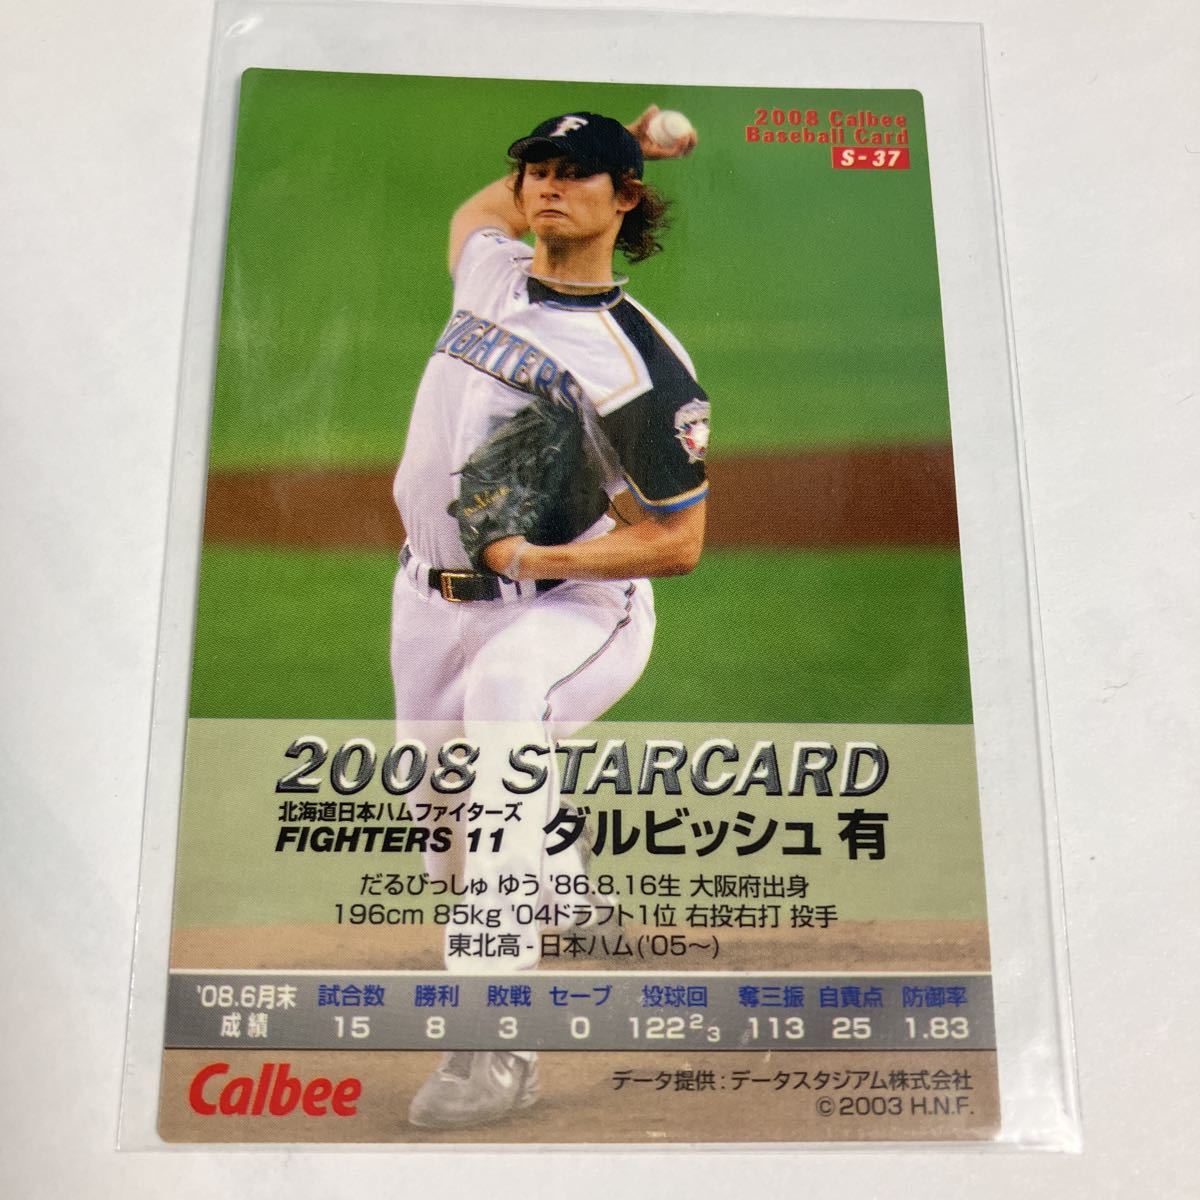 2008 Calbee
Baseball Card
S-37
F
FIGHTERS
2008 STARCARD
北海道日本ハムファイターズ
FIGHTERS 11 ダルビッシュ 有
だるびっしゅ ゆう '86.8.16生 大阪府出身
196cm 85kg '04ドラフト1位 右投右打 投手
東北高-日本ハム('05〜)
'08.6月末 試合数 勝利 敗戦 セーブ 投球回 奪三振 自責点 防御率
成績 15 8 3 0 122 2/3 113 25 1.83
Calbee
データ提供:データスタジアム株式会社
©2003 H.N.F.